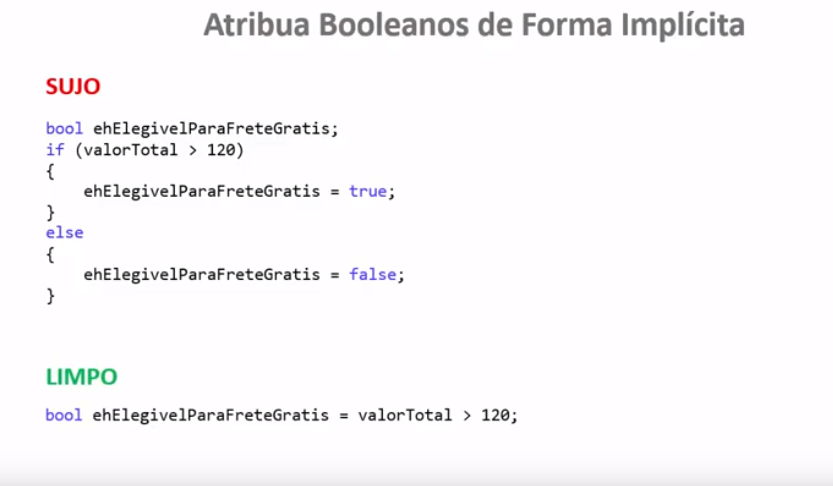 Atribua Booleanos de Forma Implícita
SUJO
bool ehElegivelParaFreteGratis;
if (valorTotal > 120)
{
    ehElegivelParaFreteGratis = true;
}
else
{
    ehElegivelParaFreteGratis = false;
}
LIMPO
bool ehElegivelParaFreteGratis = valorTotal > 120;